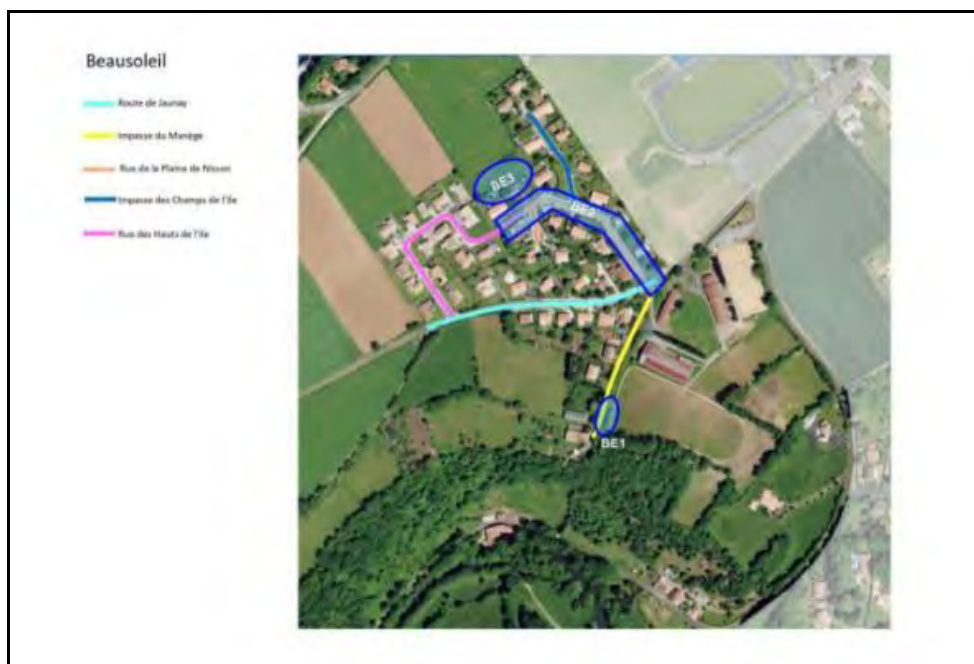 Beausoleil
Route de Jaunay
Impasse du Manège
Rue de la Plaine de
Impasse des Champs de l'Ile
Rue des Hauts de l'Ile
BE3
BE2
BE1